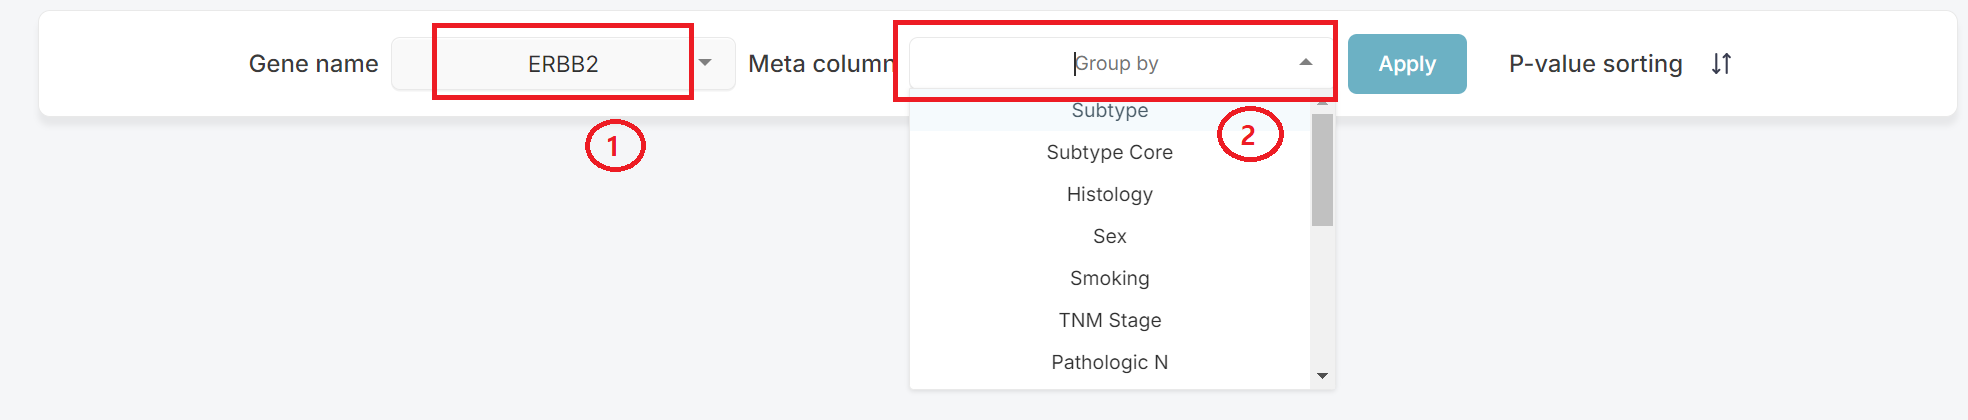 Gene name ERBB2 Meta column Group by Apply P-value sorting
1
2
Subtype
Subtype Core
Histology
Sex
Smoking
TNM Stage
Pathologic N